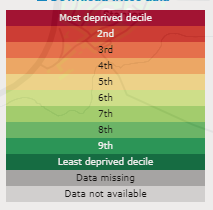 Most deprived decile
2nd
3rd
4th
5th
6th
7th
8th
9th
Least deprived decile
Data missing
Data not available